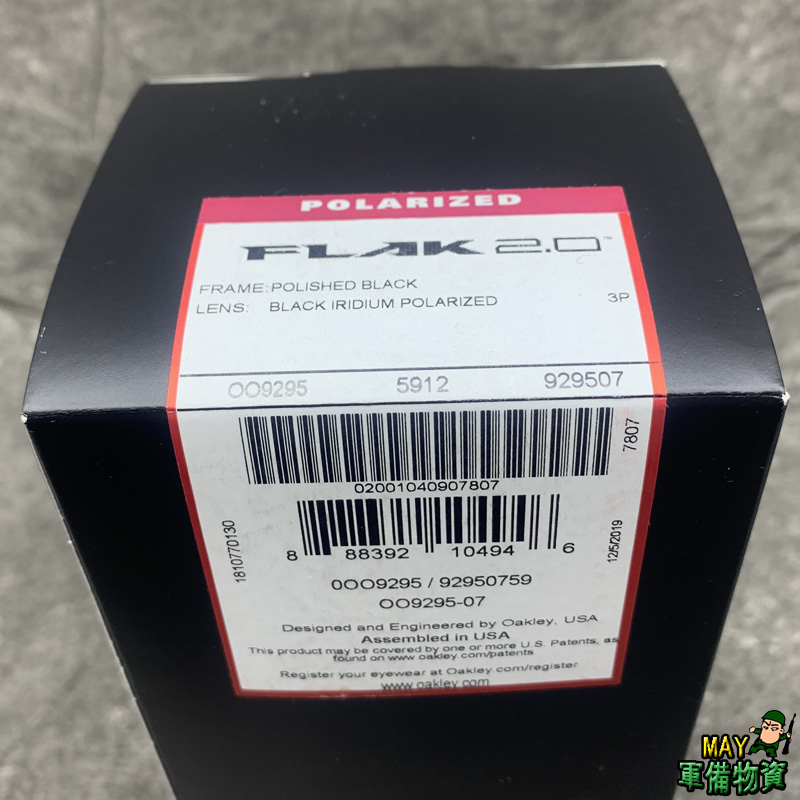 POLARIZED
FLAK 2.0™
FRAME: POLISHED BLACK
LENS: BLACK IRIDIUM POLARIZED 3P
OO9295 5912 929507
02001040907807
7807
1810770130
8 88392 10494 6
12/5/2019
0OO9295 / 92950759
OO9295-07
Designed and Engineered by Oakley, USA
Assembled in USA
This product may be covered by one or more U.S. Patents, as
found on www.oakley.com/patents
Register your eyewear at Oakley.com/register
www.oakley.com
MAY
軍備物資